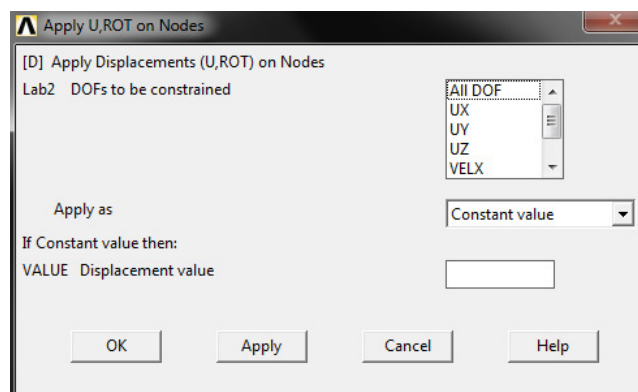 Apply U,ROT on Nodes
[D] Apply Displacements (U,ROT) on Nodes
Lab2 DOFs to be constrained
All DOF
UX
UY
UZ
VELX
Apply as
Constant value
If Constant value then:
VALUE Displacement value
OK
Apply
Cancel
Help